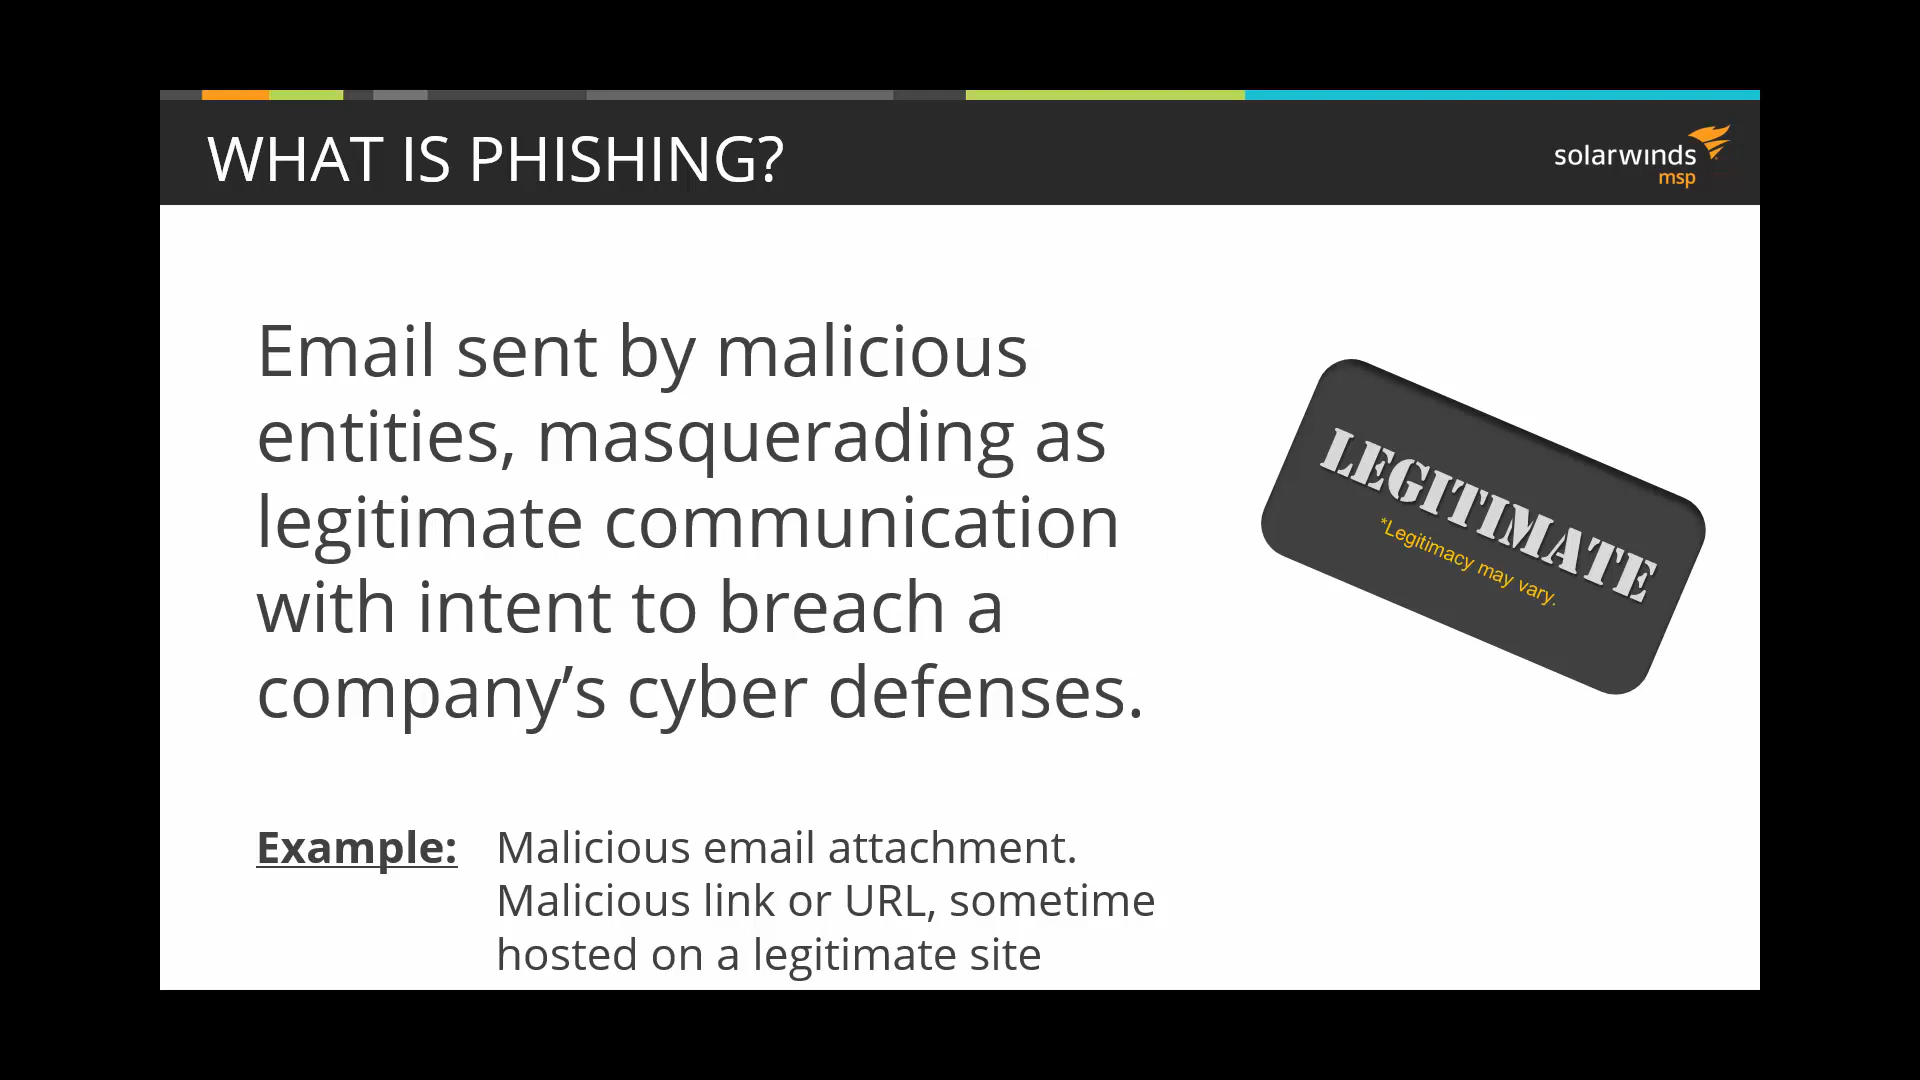 WHAT IS PHISHING?
solarwinds
msp
Email sent by malicious
entities, masquerading as
legitimate communication
with intent to breach a
company’s cyber defenses.
LEGITIMATE
*Legitimacy may vary.
Example: Malicious email attachment.
Malicious link or URL, sometime
hosted on a legitimate site